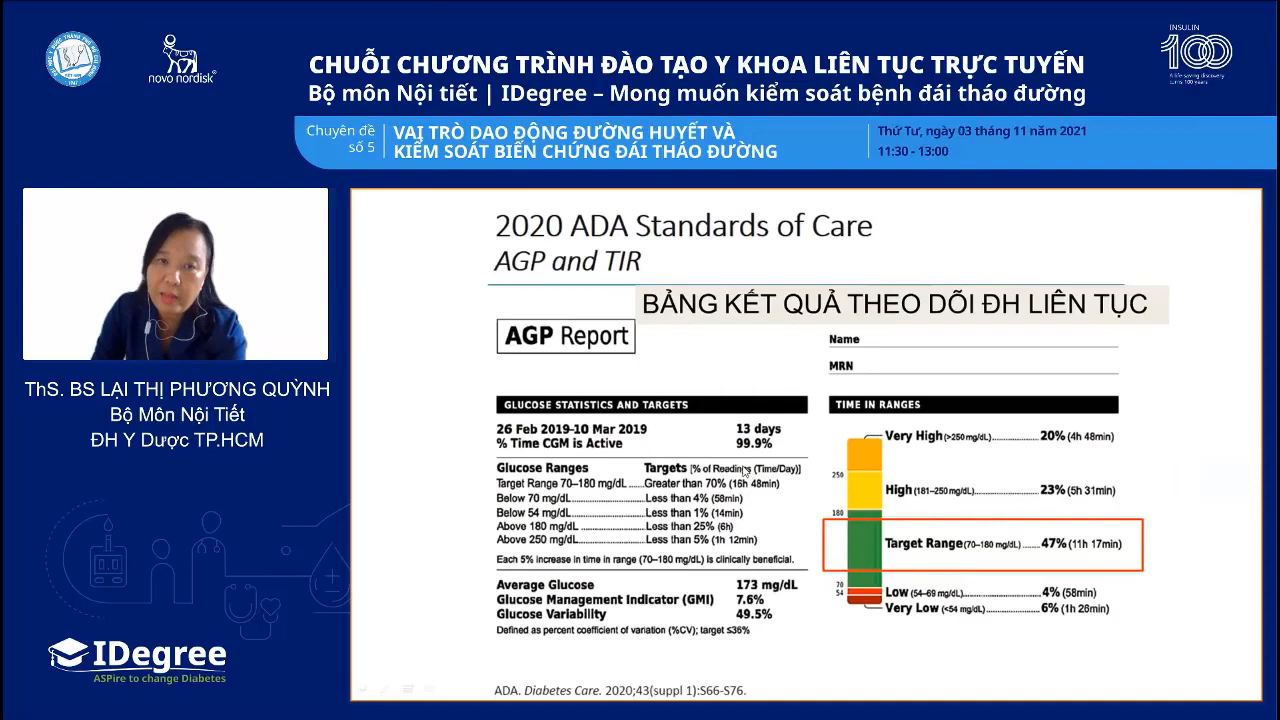 novo nordisk
INSULIN
100
A life-saving discovery
turns 100 years
CHUỖI CHƯƠNG TRÌNH ĐÀO TẠO Y KHOA LIÊN TỤC TRỰC TUYẾN
Bộ môn Nội tiết | IDegree – Mong muốn kiểm soát bệnh đái tháo đường
Chuyên đề
số 5
VAI TRÒ DAO ĐỘNG ĐƯỜNG HUYẾT VÀ
KIỂM SOÁT BIẾN CHỨNG ĐÁI THÁO ĐƯỜNG
Thứ Tư, ngày 03 tháng 11 năm 2021
11:30 - 13:00
ThS. BS LẠI THỊ PHƯƠNG QUỲNH
Bộ Môn Nội Tiết
ĐH Y Dược TP.HCM
IDegree
ASPire to change Diabetes
2020 ADA Standards of Care
AGP and TIR
BẢNG KẾT QUẢ THEO DÕI ĐH LIÊN TỤC
AGP Report
Name
MRN
GLUCOSE STATISTICS AND TARGETS
26 Feb 2019-10 Mar 2019 13 days
% Time CGM is Active 99.9%
Glucose Ranges Targets [% of Readings (Time/Day)]
Target Range 70–180 mg/dL ......Greater than 70% (16h 48min)
Below 70 mg/dL..............................Less than 4% (58min)
Below 54 mg/dL..............................Less than 1% (14min)
Above 180 mg/dL ..........................Less than 25% (6h)
Above 250 mg/dL...........................Less than 5% (1h 12min)
Each 5% increase in time in range (70–180 mg/dL) is clinically beneficial.
Average Glucose 173 mg/dL
Glucose Management Indicator (GMI) 7.6%
Glucose Variability 49.5%
Defined as percent coefficient of variation (%CV); target ≤36%
TIME IN RANGES
Very High (>250 mg/dL)...................20% (4h 48min)
250
High (181–250 mg/dL)........................23% (5h 31min)
180
Target Range (70–180 mg/dL) ......47% (11h 17min)
70
Low (54–69 mg/dL)..............................4% (58min)
54
Very Low (<54 mg/dL)........................6% (1h 26min)
ADA. Diabetes Care. 2020;43(suppl 1):S66-S76.